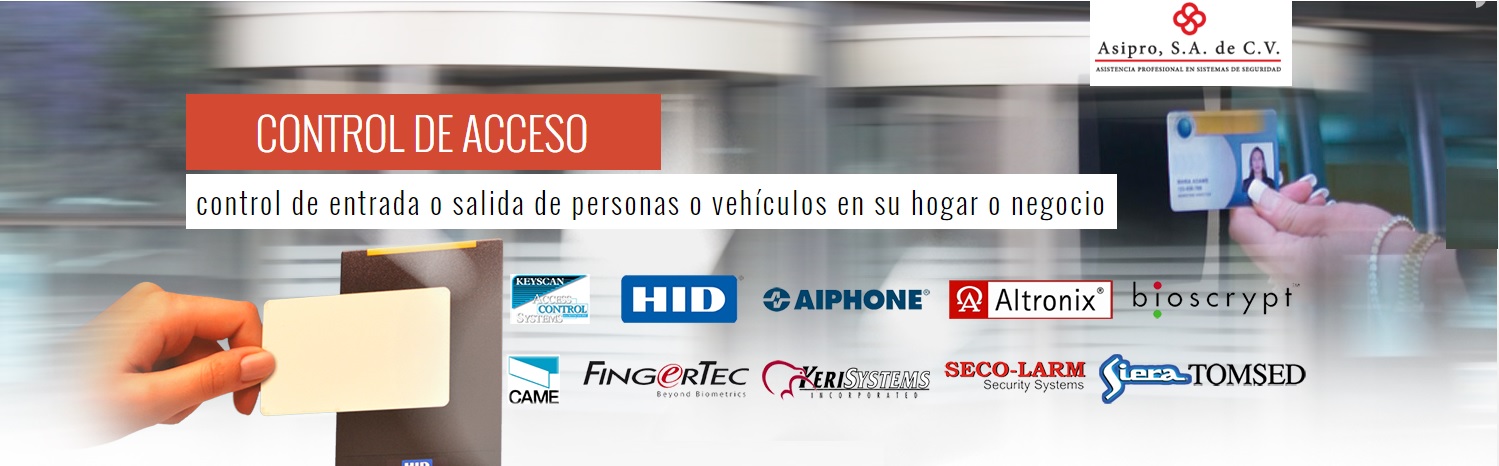 Asipro, S.A. de C.V.
ASISTENCIA PROFESIONAL EN SISTEMAS DE SEGURIDAD
CONTROL DE ACCESO
control de entrada o salida de personas o vehículos en su hogar o negocio
KEYSCAN
ACCESS
CONTROL
SYSTEMS
HID®
AIPHONE®
Altronix®
bioscrypt™
CAME
FINGERTEC
Beyond Biometrics
KERISYSTEMS
INCORPORATED
SECO-LARM
Security Systems
Siera
TOMSED
HID